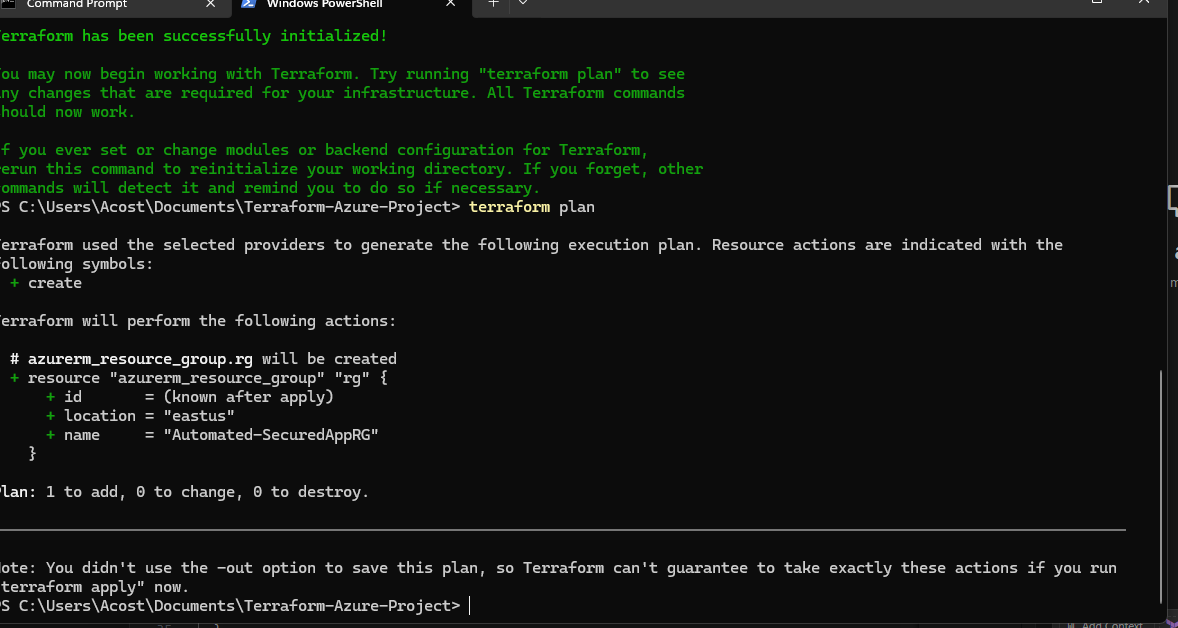 Command Prompt
Windows PowerShell
erraform has been successfully initialized!
ou may now begin working with Terraform. Try running "terraform plan" to see
ny changes that are required for your infrastructure. All Terraform commands
hould now work.
f you ever set or change modules or backend configuration for Terraform,
erun this command to reinitialize your working directory. If you forget, other
ommands will detect it and remind you to do so if necessary.
PS C:\Users\Acost\Documents\Terraform-Azure-Project> terraform plan
erraform used the selected providers to generate the following execution plan. Resource actions are indicated with the
ollowing symbols:
+ create
erraform will perform the following actions:
# azurerm_resource_group.rg will be created
+ resource "azurerm_resource_group" "rg" {
+ id       = (known after apply)
+ location = "eastus"
+ name     = "Automated-SecuredAppRG"
}
Plan: 1 to add, 0 to change, 0 to destroy.
ote: You didn't use the -out option to save this plan, so Terraform can't guarantee to take exactly these actions if you run
"terraform apply" now.
PS C:\Users\Acost\Documents\Terraform-Azure-Project>
Add Context